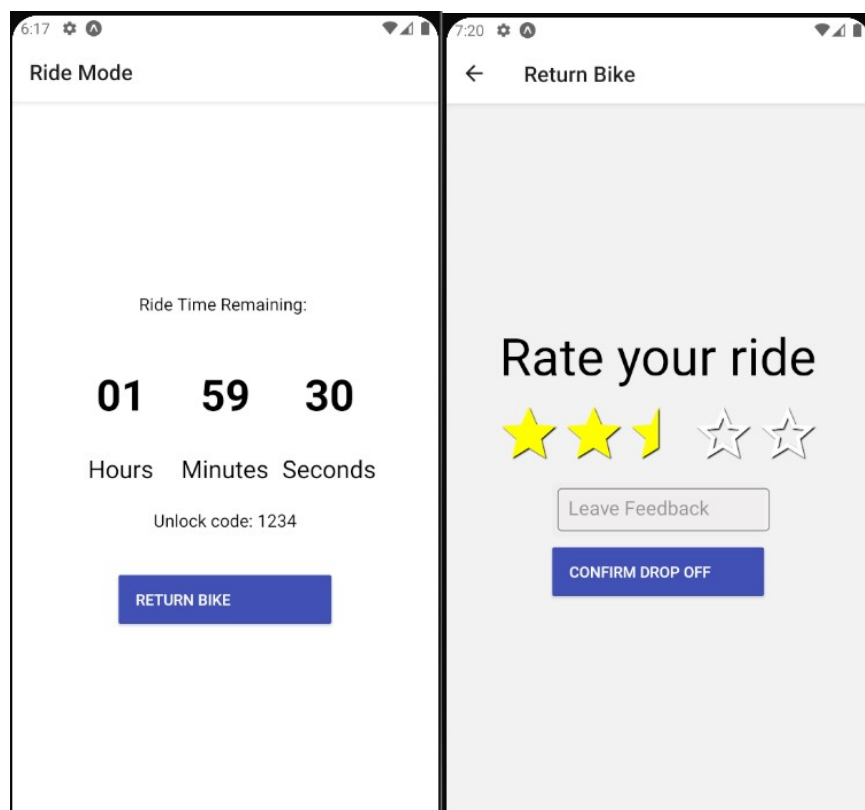 6:17
Ride Mode
Ride Time Remaining:
01 59 30
Hours Minutes Seconds
Unlock code: 1234
RETURN BIKE
7:20
Return Bike
Rate your ride
Leave Feedback
CONFIRM DROP OFF